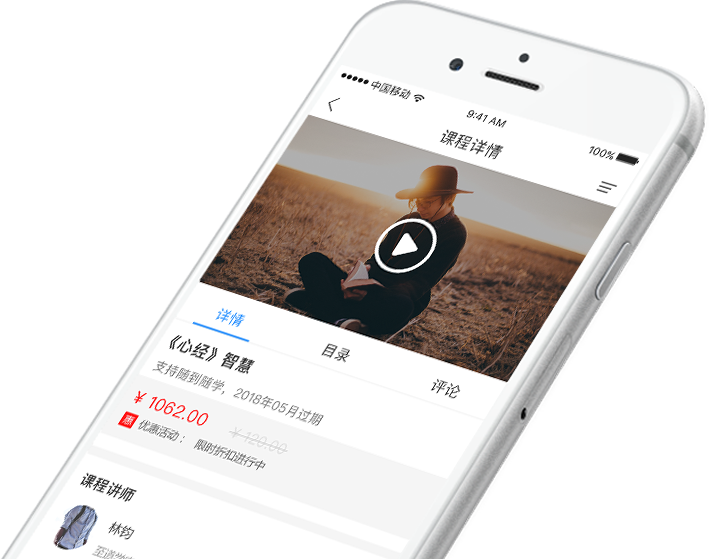 中国移动
9:41 AM
100%
课程详情
详情
目录
评论
《心经》智慧
支持随到随学，2018年05月过期
¥ 1062.00
¥ 120.00
惠
优惠活动：
限时折扣进行中
课程讲师
林钧